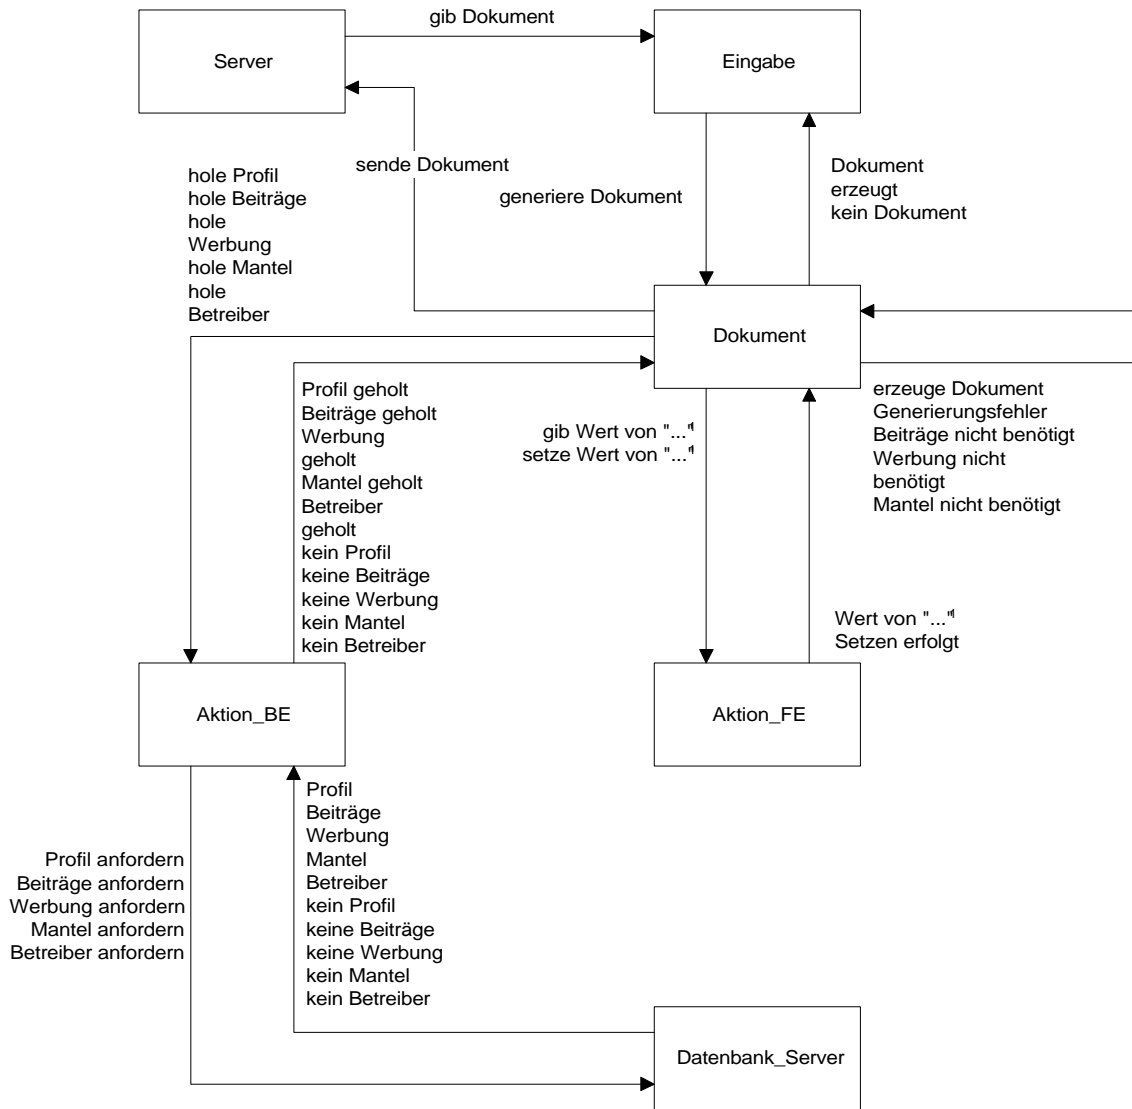 gib Dokument
Server
Eingabe
sende Dokument
hole Profil
hole Beiträge
hole
Werbung
hole Mantel
hole
Betreiber
generiere Dokument
Dokument
erzeugt
kein Dokument
Dokument
Profil geholt
Beiträge geholt
Werbung
geholt
Mantel geholt
Betreiber
geholt
kein Profil
keine Beiträge
keine Werbung
kein Mantel
kein Betreiber
gib Wert von "..."¹
setze Wert von "..."¹
erzeuge Dokument
Generierungsfehler
Beiträge nicht benötigt
Werbung nicht
benötigt
Mantel nicht benötigt
Wert von "..."¹
Setzen erfolgt
Aktion_BE
Aktion_FE
Profil
Beiträge
Werbung
Mantel
Betreiber
kein Profil
keine Beiträge
keine Werbung
kein Mantel
kein Betreiber
Profil anfordern
Beiträge anfordern
Werbung anfordern
Mantel anfordern
Betreiber anfordern
Datenbank_Server